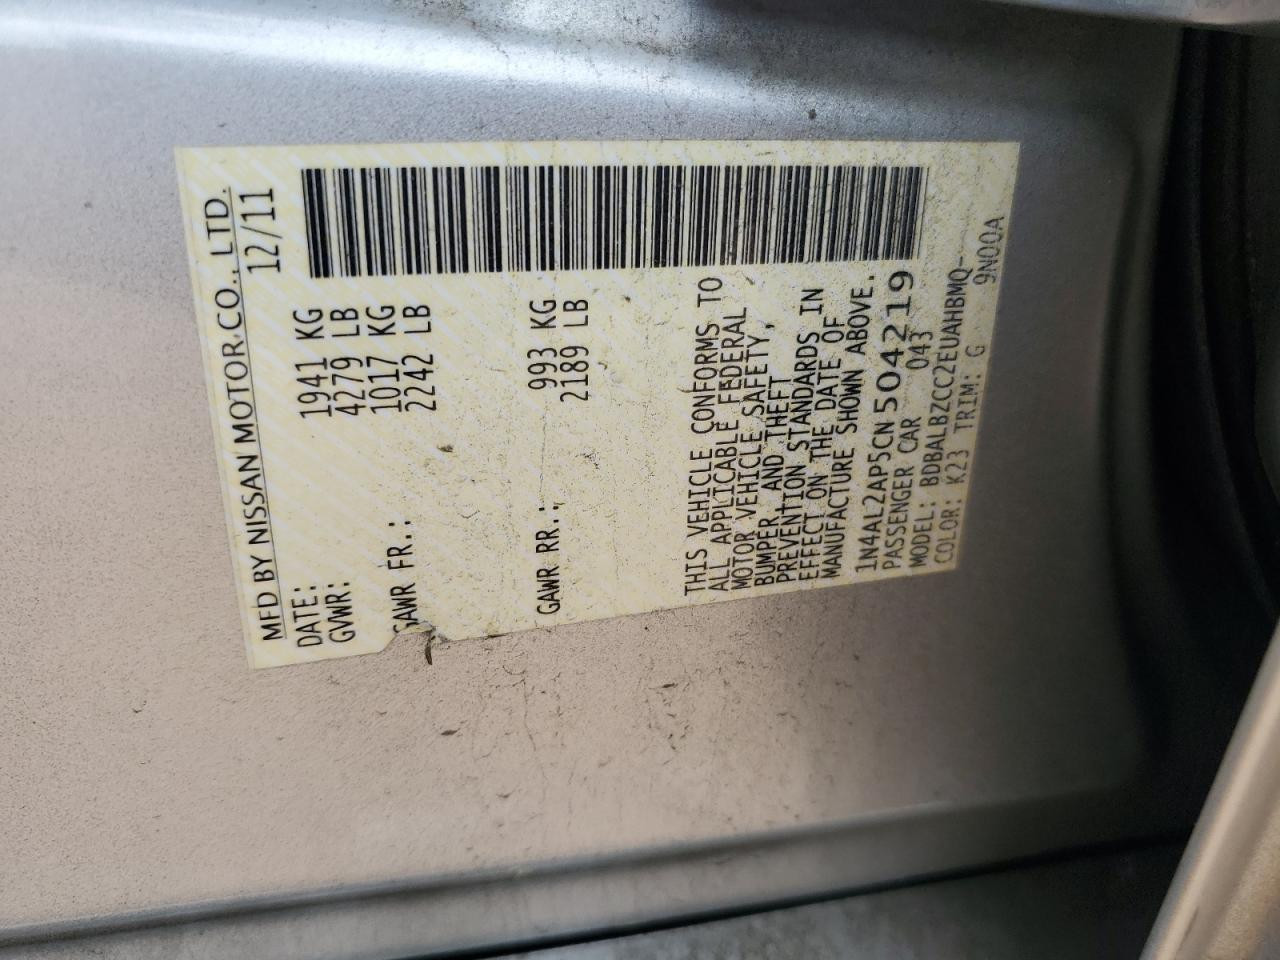 MFD BY NISSAN MOTOR.CO., LTD.
DATE: 12/11
GVWR: 1941 KG
4279 LB
GAWR FR.: 1017 KG
2242 LB
GAWR RR.: 993 KG
2189 LB
THIS VEHICLE CONFORMS TO
ALL APPLICABLE FEDERAL
MOTOR VEHICLE SAFETY,
BUMPER, AND THEFT
PREVENTION STANDARDS IN
EFFECT ON THE DATE OF
MANUFACTURE SHOWN ABOVE.
1N4AL2AP5CN504219
PASSENGER CAR 043
MODEL: BDBALBZCC2EUAHBMQ-
COLOR: K23 TRIM: G 9N00A